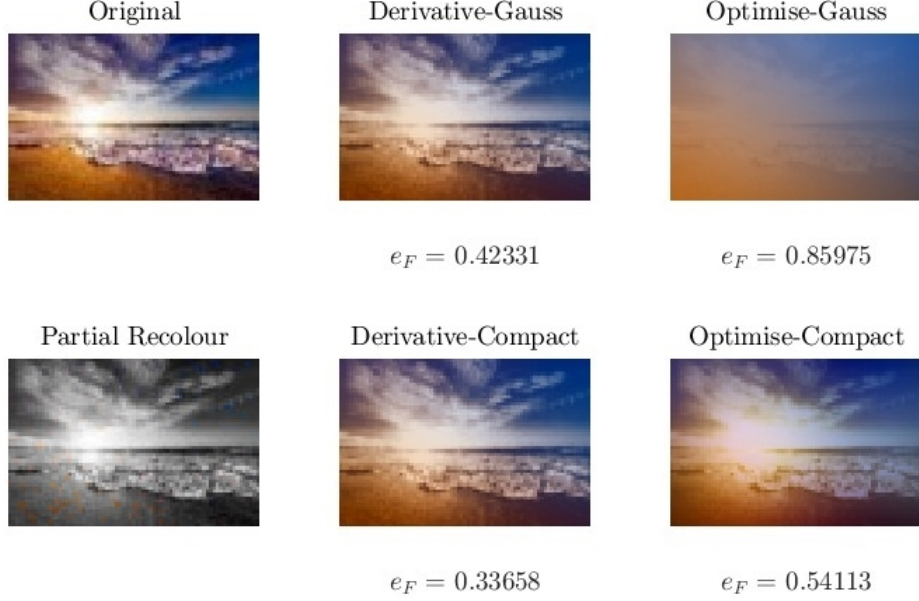 Original
Derivative-Gauss
Optimise-Gauss
e_F = 0.42331
e_F = 0.85975
Partial Recolour
Derivative-Compact
Optimise-Compact
e_F = 0.33658
e_F = 0.54113